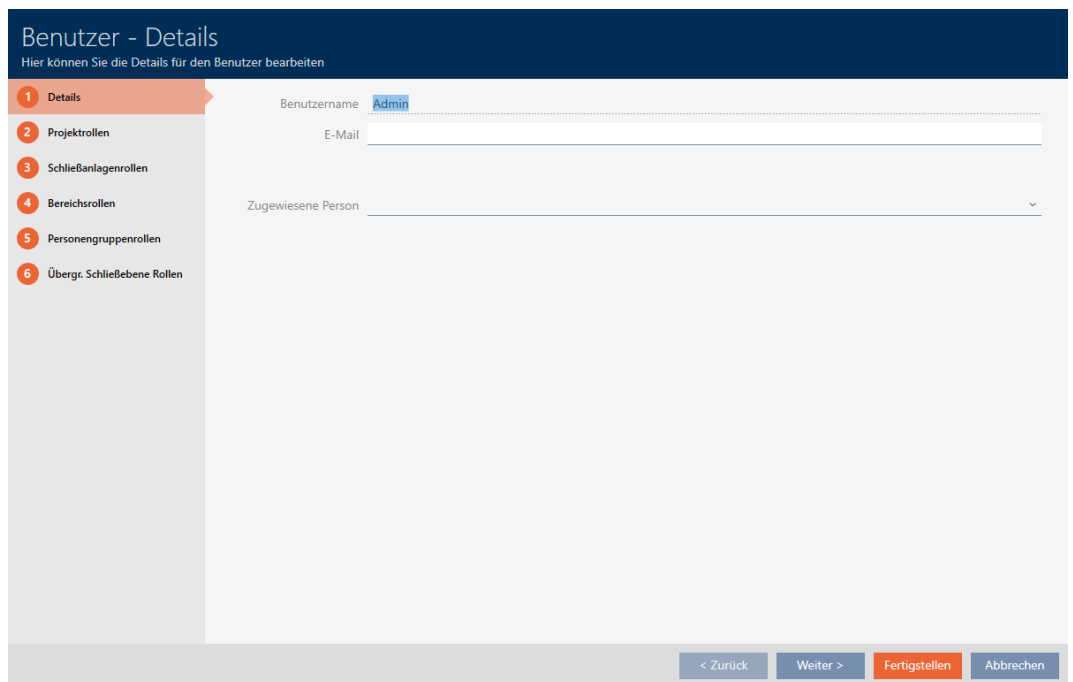 Benutzer - Details
Hier können Sie die Details für den Benutzer bearbeiten
1 Details
2 Projektrollen
3 Schließanlagenrollen
4 Bereichsrollen
5 Personengruppenrollen
6 Übergr. Schließebene Rollen
Benutzername Admin
E-Mail
Zugewiesene Person
< Zurück Weiter > Fertigstellen Abbrechen